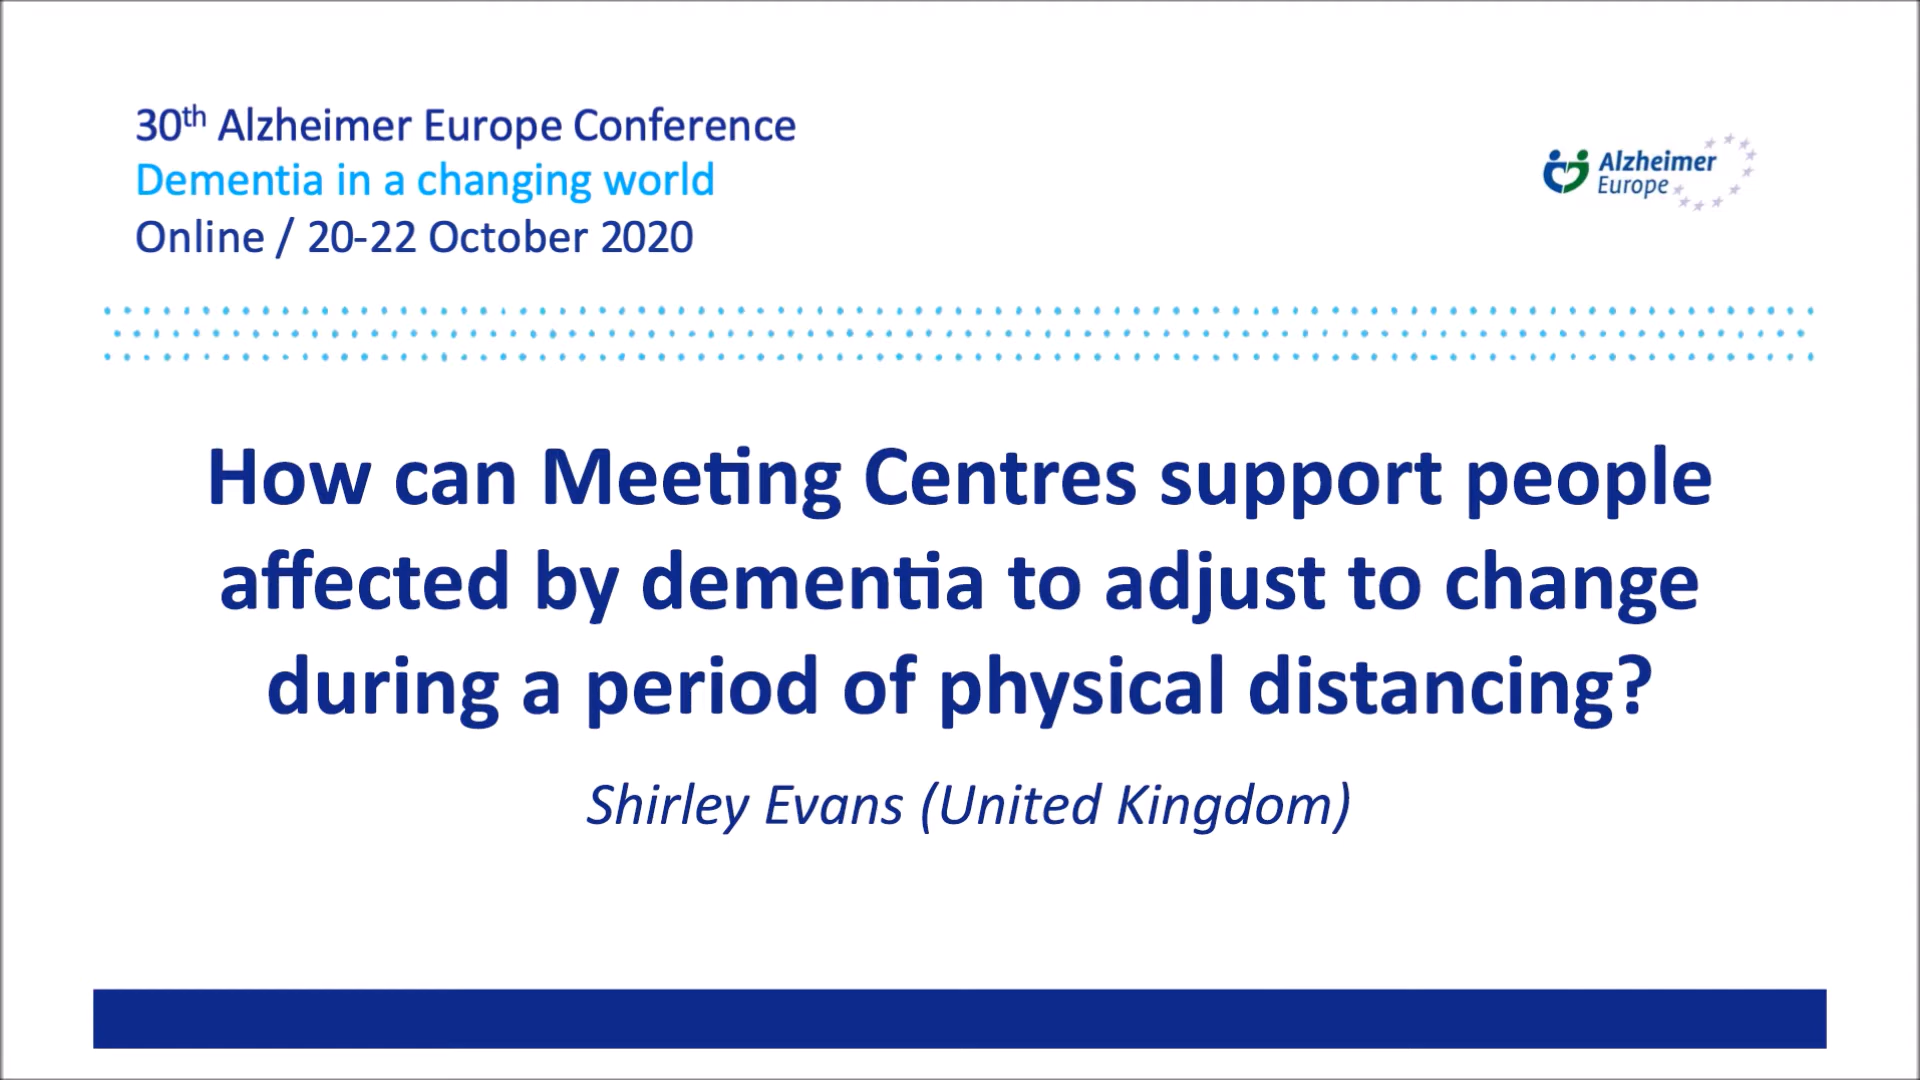 30th Alzheimer Europe Conference
Dementia in a changing world
Online / 20-22 October 2020
Alzheimer
Europe
How can Meeting Centres support people
affected by dementia to adjust to change
during a period of physical distancing?
Shirley Evans (United Kingdom)